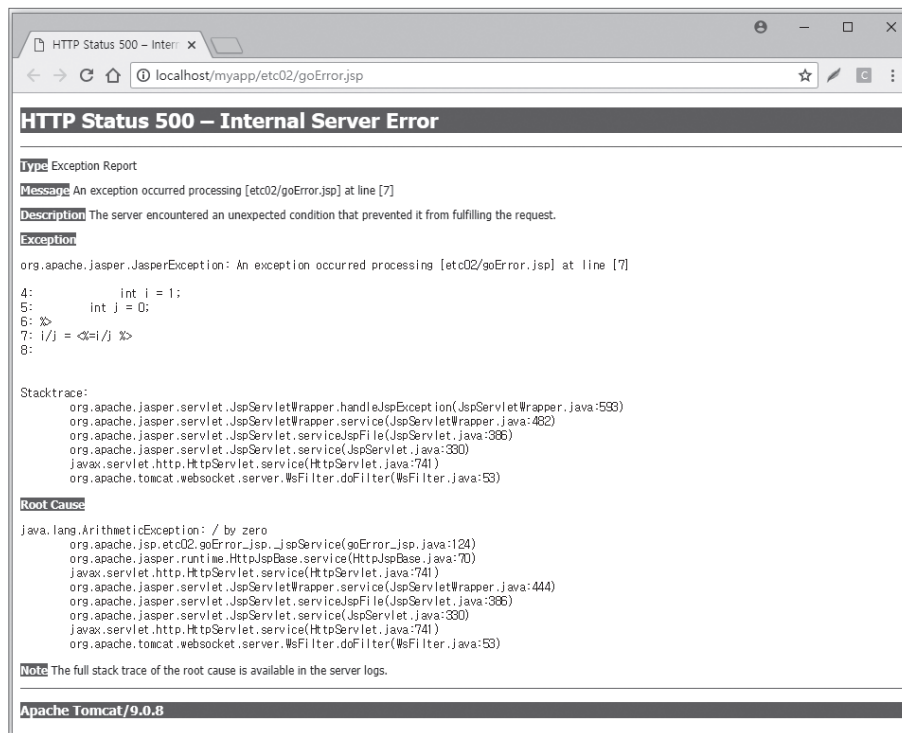 HTTP Status 500 – Intern
localhost/myapp/etc02/goError.jsp
HTTP Status 500 – Internal Server Error
Type Exception Report
Message An exception occurred processing [etc02/goError.jsp] at line [7]
Description The server encountered an unexpected condition that prevented it from fulfilling the request.
Exception
org.apache.jasper.JasperException: An exception occurred processing [etc02/goError.jsp] at line [7]
4: int i = 1;
5: int j = 0;
6: %>
7: i/j = <%=i/j %>
8:
Stacktrace:
org.apache.jasper.servlet.JspServletWrapper.handleJspException(JspServletWrapper.java:593)
org.apache.jasper.servlet.JspServletWrapper.service(JspServletWrapper.java:482)
org.apache.jasper.servlet.JspServlet.serviceJspFile(JspServlet.java:386)
org.apache.jasper.servlet.JspServlet.service(JspServlet.java:330)
javax.servlet.http.HttpServlet.service(HttpServlet.java:741)
org.apache.tomcat.websocket.server.WsFilter.doFilter(WsFilter.java:53)
Root Cause
java.lang.ArithmeticException: / by zero
org.apache.jsp.etc02.goError_jsp._jspService(goError_jsp.java:124)
org.apache.jasper.runtime.HttpJspBase.service(HttpJspBase.java:70)
javax.servlet.http.HttpServlet.service(HttpServlet.java:741)
org.apache.jasper.servlet.JspServletWrapper.service(JspServletWrapper.java:444)
org.apache.jasper.servlet.JspServlet.serviceJspFile(JspServlet.java:386)
org.apache.jasper.servlet.JspServlet.service(JspServlet.java:330)
javax.servlet.http.HttpServlet.service(HttpServlet.java:741)
org.apache.tomcat.websocket.server.WsFilter.doFilter(WsFilter.java:53)
Note The full stack trace of the root cause is available in the server logs.
Apache Tomcat/9.0.8